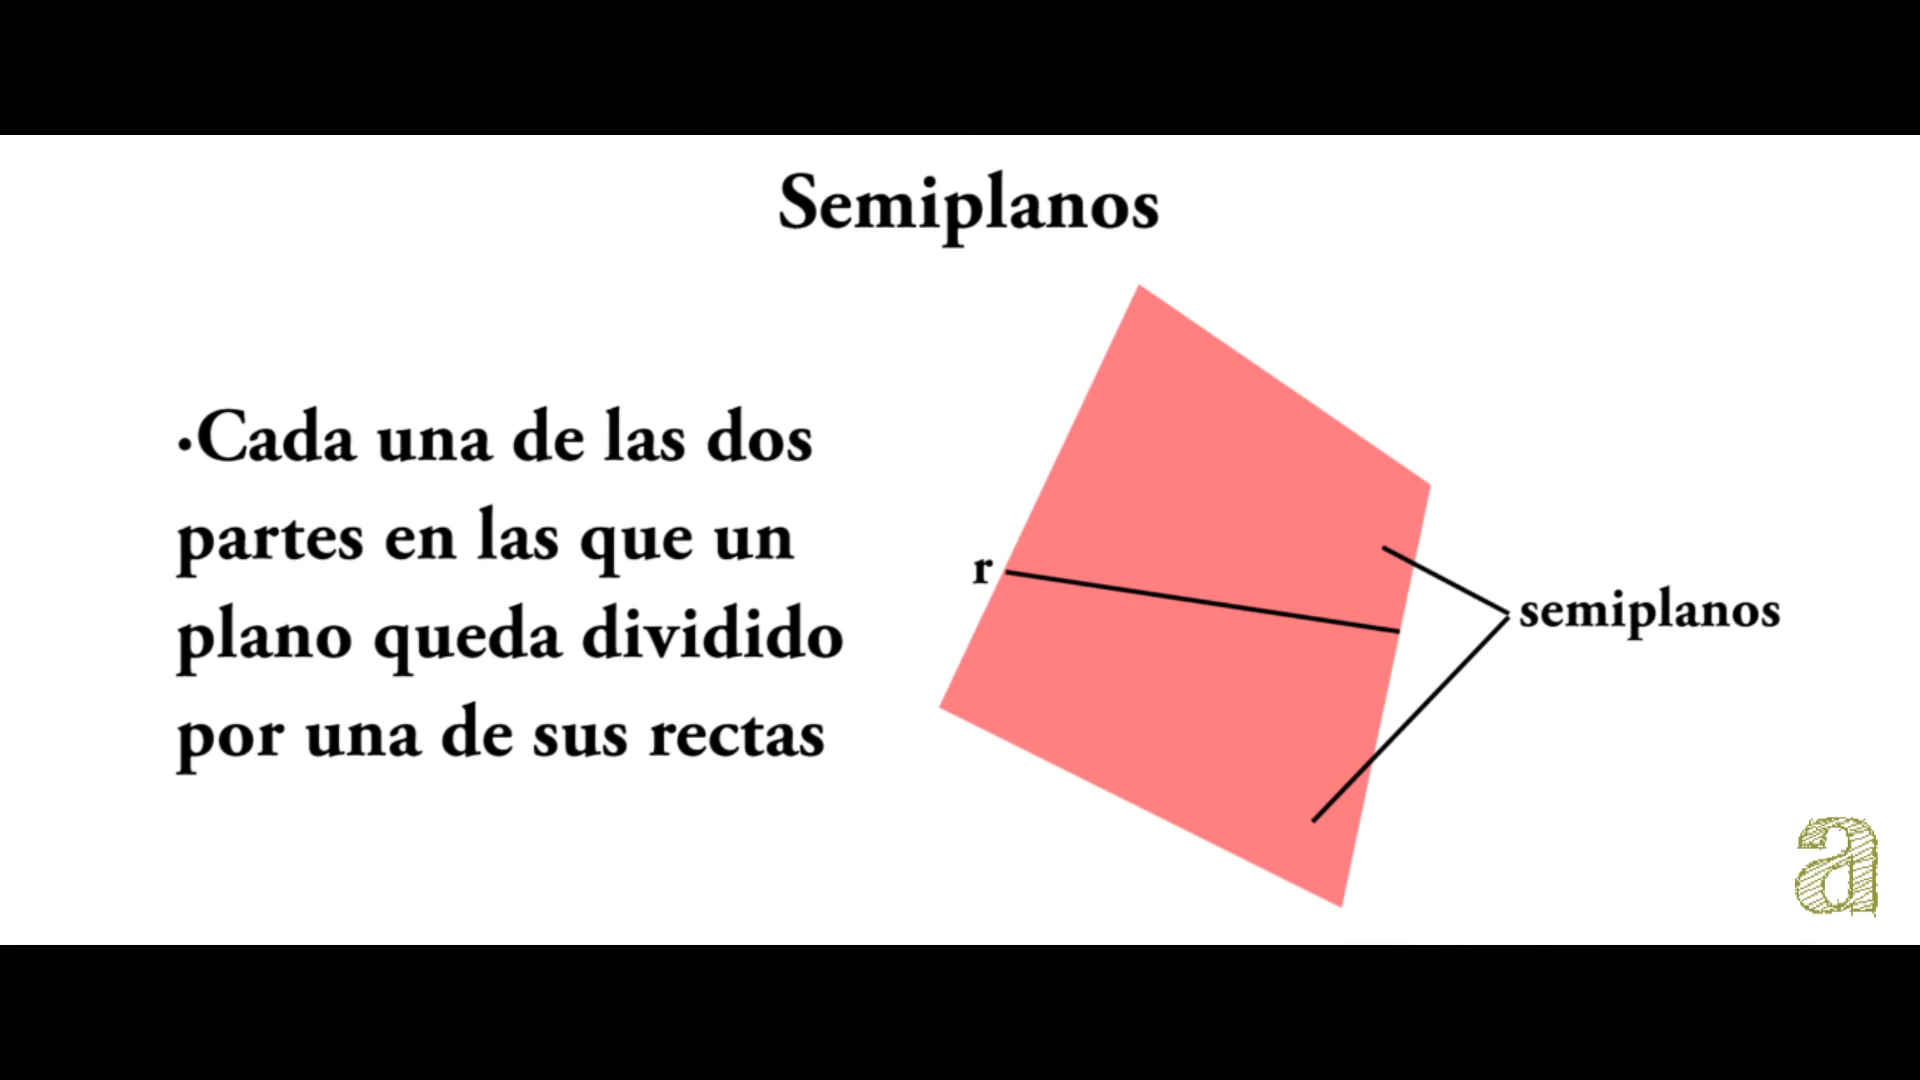 Semiplanos
·Cada una de las dos
partes en las que un
plano queda dividido
por una de sus rectas
r
semiplanos
a